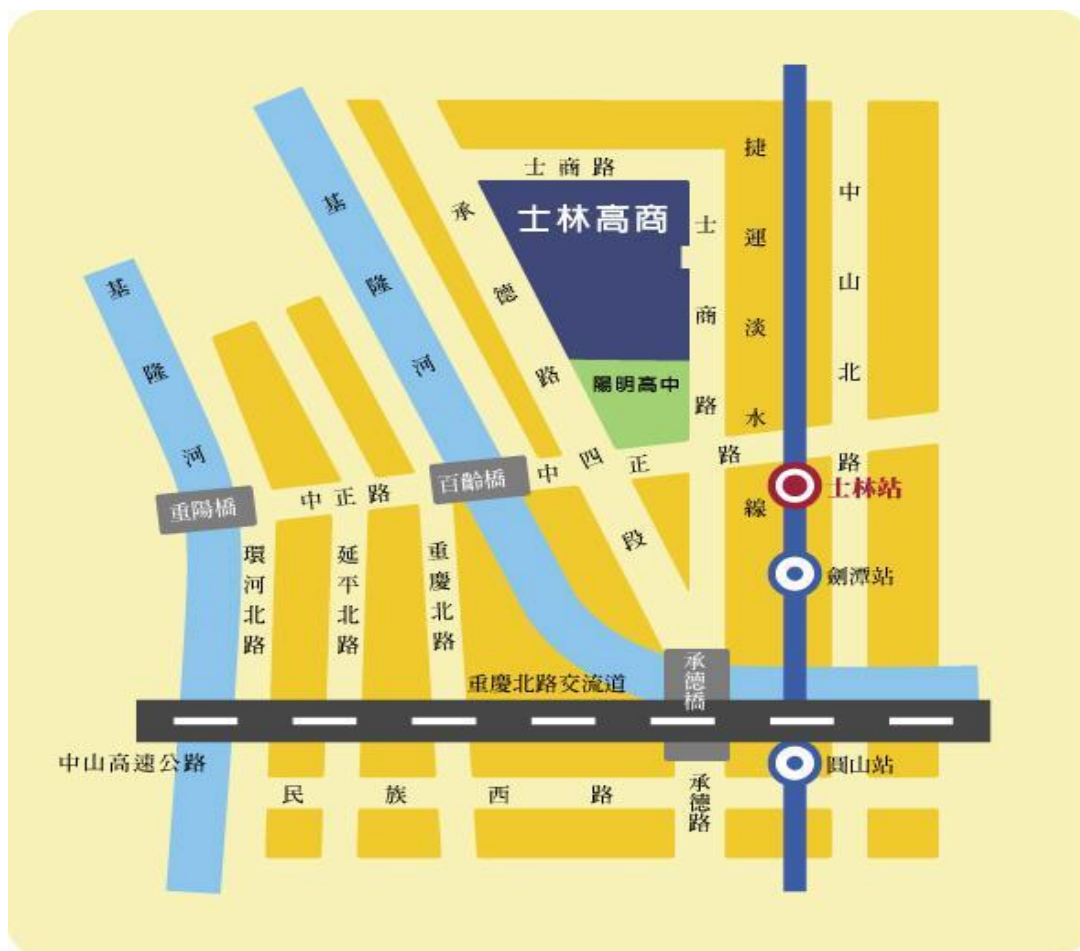 士商路
士林高商
士商路
陽明高中
承德路四段
基隆河
基隆河
捷運淡水線
中山北路
中正路
百齡橋
中正路
重陽橋
士林站
劍潭站
環河北路
延平北路
重慶北路
承德橋
重慶北路交流道
中山高速公路
圓山站
民族西路
承德路